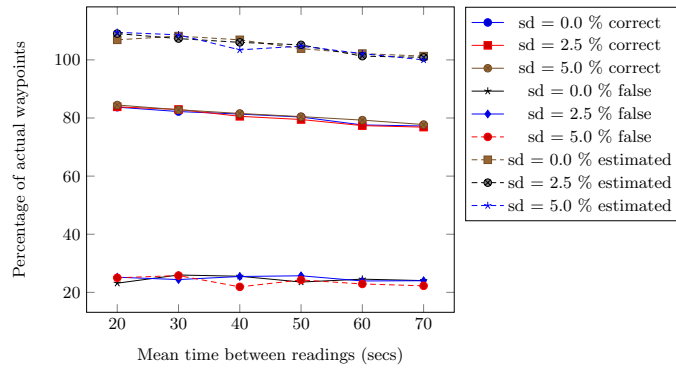 Percentage of actual waypoints
100
80
60
40
20
20 30 40 50 60 70
Mean time between readings (secs)
sd = 0.0 % correct
sd = 2.5 % correct
sd = 5.0 % correct
sd = 0.0 % false
sd = 2.5 % false
sd = 5.0 % false
sd = 0.0 % estimated
sd = 2.5 % estimated
sd = 5.0 % estimated